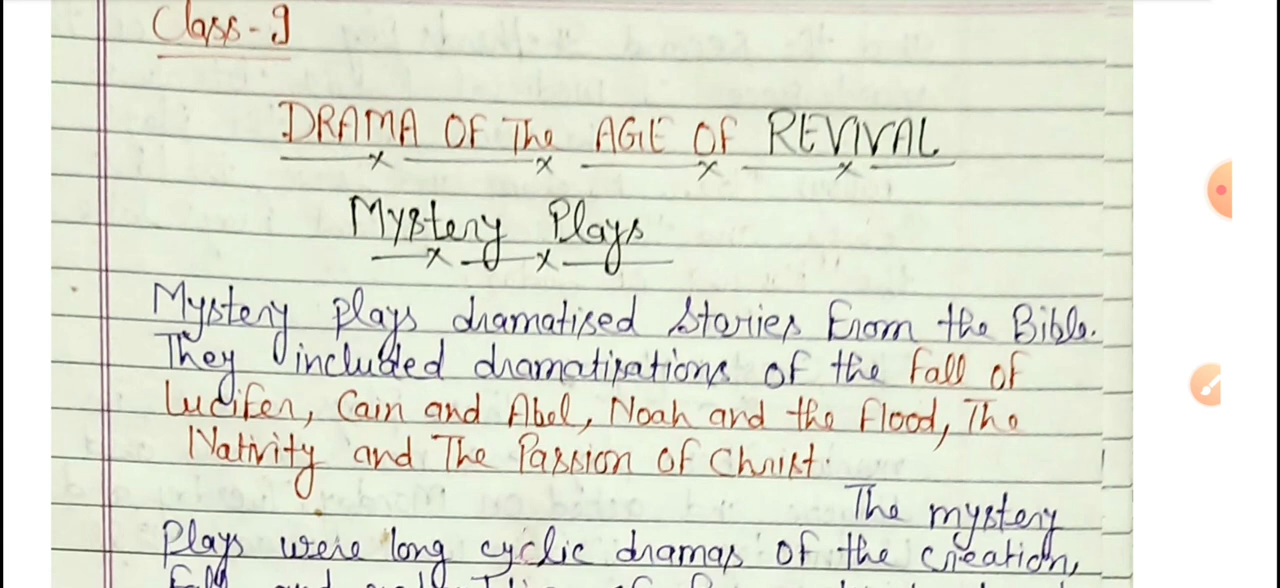 Class-9
DRAMA OF The AGE OF REVIVAL
Mystery Plays
Mystery plays dramatised stories from the Bible.
They included dramatisations of the Fall of
Lucifer, Cain and Abel, Noah and the Flood, The
Nativity and The Passion of Christ
The mystery
Plays were long cyclic dramas of the creation,